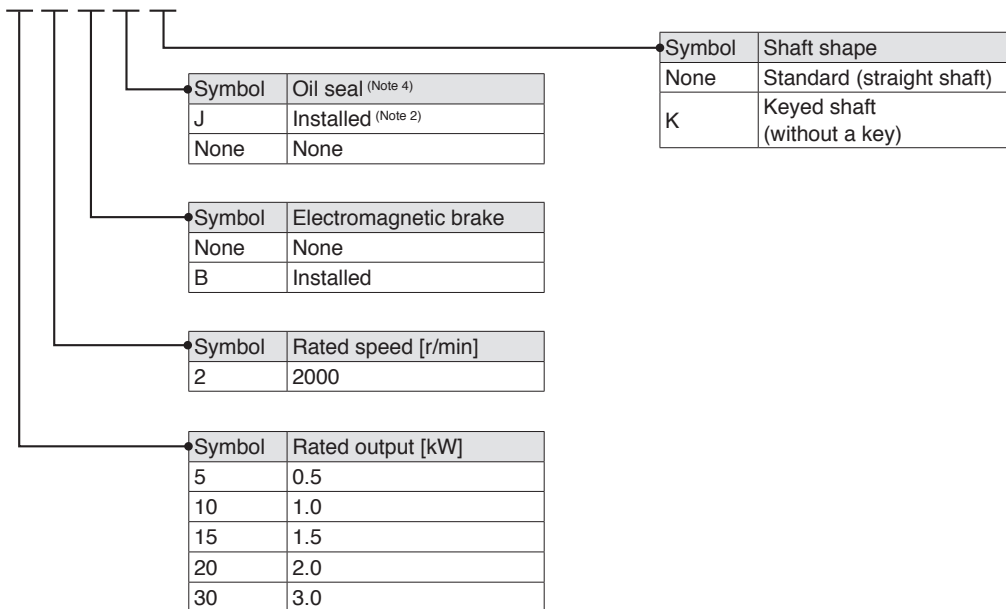 Symbol Shaft shape
None Standard (straight shaft)
K Keyed shaft
(without a key)
Symbol Oil seal (Note 4)
J Installed (Note 2)
None None
Symbol Electromagnetic brake
None None
B Installed
Symbol Rated speed [r/min]
2 2000
Symbol Rated output [kW]
5 0.5
10 1.0
15 1.5
20 2.0
30 3.0